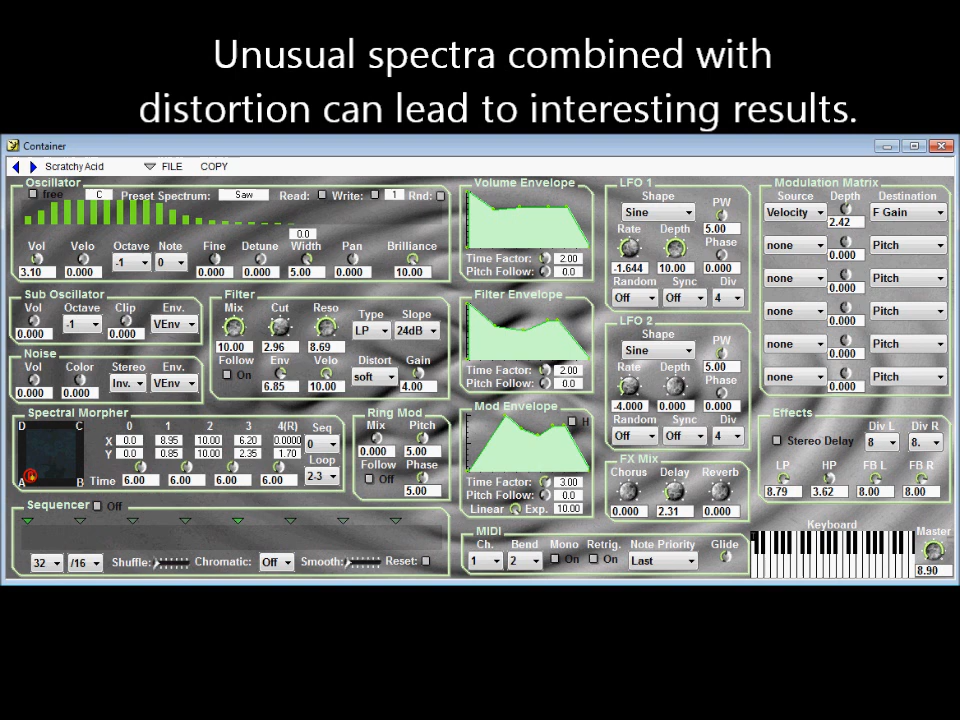 Unusual spectra combined with
distortion can lead to interesting results.
Container
Scratchy Acid FILE COPY
Oscillator
free C Preset Spectrum: Saw Read: Write: 1 Rnd:
0.0
Vol Velo Octave Note Fine Detune Width Pan Brilliance
3.10 0.000 -1 0 0.000 0.000 5.00 0.000 10.00
Sub Oscillator
Vol Octave Clip Env.
0.000 -1 0.000 VEnv
Noise
Vol Color Stereo Env.
0.000 0.000 Inv. VEnv
Filter
Mix Cut Reso Type Slope
10.00 2.96 8.69 LP 24dB
Follow Env Velo Distort Gain
On 6.85 10.00 soft 4.00
Spectral Morpher
D C A B
0 1 2 3 4(R) Seq
X 0.0 8.95 10.00 6.20 0.0000 0
Y 0.0 0.0 10.00 2.35 1.70 Loop
Time 6.00 6.00 6.00 6.00 2-3
Ring Mod
Mix Pitch
0.000 5.00
Follow Phase
Off 5.00
Sequencer Off
32 /16 Shuffle: Chromatic: Off Smooth: Reset:
Volume Envelope
Time Factor: 2.00
Pitch Follow: 0.0
Filter Envelope
Time Factor: 2.00
Pitch Follow: 0.0
Mod Envelope
H
Time Factor: 3.00
Pitch Follow: 0.0
Linear Exp. 10.00
LFO 1
Shape PW
Sine 5.00
Rate Depth Phase
-1.644 10.00 0.000
Random Sync Div
Off Off 4
LFO 2
Shape PW
Sine 5.00
Rate Depth Phase
-4.000 0.000 0.000
Random Sync Div
Off Off 4
FX Mix
Chorus Delay Reverb
0.000 2.31 0.000
MIDI
Ch. Bend Mono Retrig. Note Priority Glide
1 2 On On Last
Modulation Matrix
Source Depth Destination
Velocity 2.42 F Gain
none 0.000 Pitch
none 0.000 Pitch
none 0.000 Pitch
none 0.000 Pitch
none 0.000 Pitch
Effects
Div L Div R
Stereo Delay 8 8.
LP HP FB L FB R
8.79 3.62 8.00 8.00
Keyboard Master
8.90